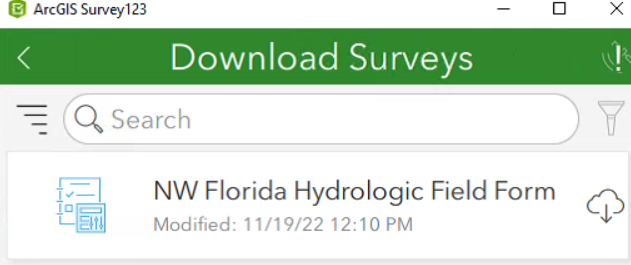 ArcGIS Survey123
Download Surveys
Search
NW Florida Hydrologic Field Form
Modified: 11/19/22 12:10 PM